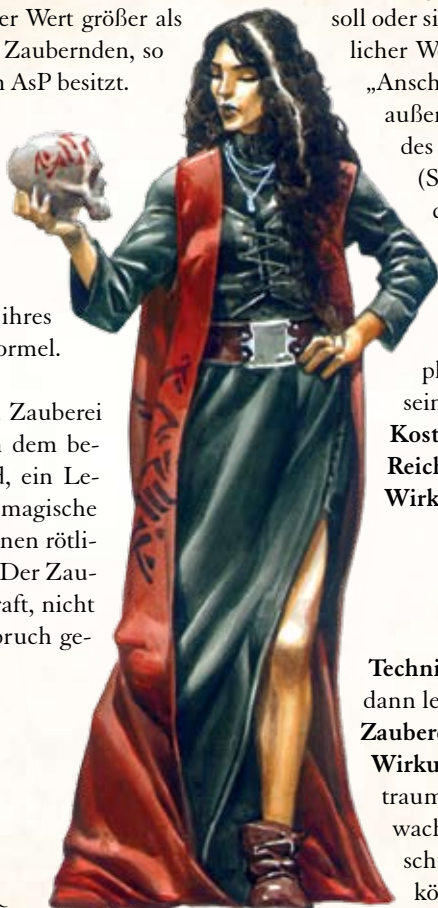 er Wert größer als
Zaubernden, so
AsP besitzt.
ihres
ormel.
Zauberei
dem be-
ein Le-
magische
nen rötli-
Der Zau-
raft, nicht
pruch ge-
soll oder si
licher W
„Ansch
außer
des
(S
pl
sein
Kost
Reich
Wirk
Techni
dann le
Zaubere
Wirku
traum
wach
sch
kö